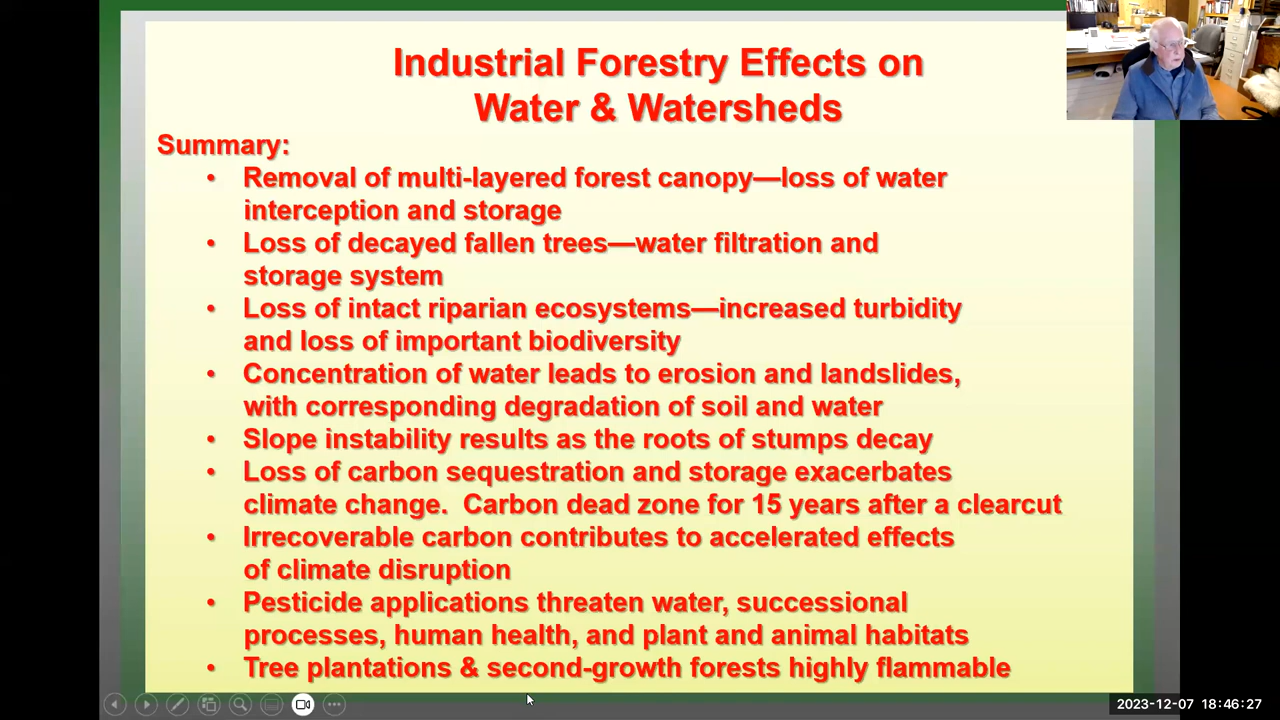 Industrial Forestry Effects on
Water & Watersheds
Summary:
• Removal of multi-layered forest canopy—loss of water
interception and storage
• Loss of decayed fallen trees—water filtration and
storage system
• Loss of intact riparian ecosystems—increased turbidity
and loss of important biodiversity
• Concentration of water leads to erosion and landslides,
with corresponding degradation of soil and water
• Slope instability results as the roots of stumps decay
• Loss of carbon sequestration and storage exacerbates
climate change. Carbon dead zone for 15 years after a clearcut
• Irrecoverable carbon contributes to accelerated effects
of climate disruption
• Pesticide applications threaten water, successional
processes, human health, and plant and animal habitats
• Tree plantations & second-growth forests highly flammable
2023-12-07 18:46:27